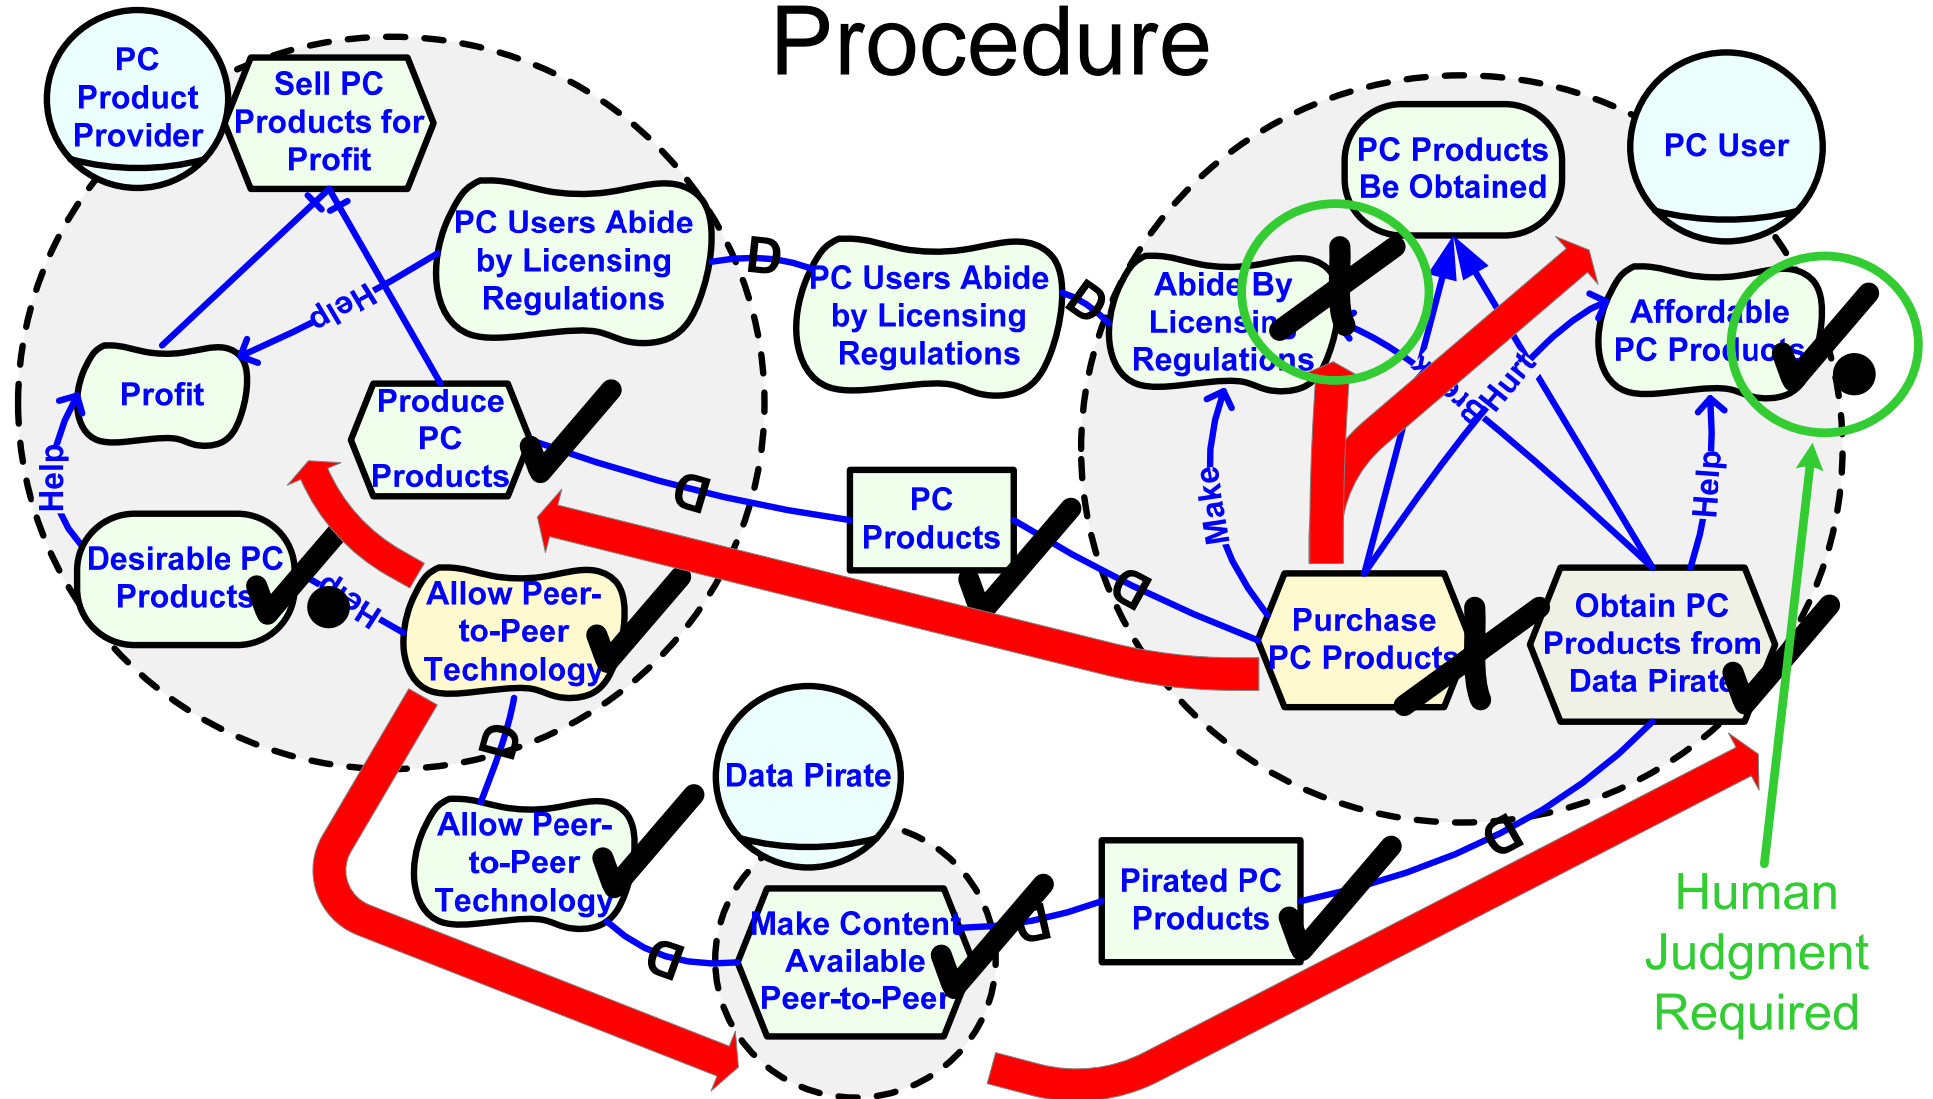 Procedure
PC
Product
Provider
Sell PC
Products for
Profit
PC Users Abide
by Licensing
Regulations
D
PC Users Abide
by Licensing
Regulations
D
Abide By
Licensing
Regulations
PC Products
Be Obtained
PC User
Affordable
PC Products
Help
Profit
Produce
PC
Products
Help
D
PC
Products
D
Make
Break
Hurt
Help
Desirable PC
Products
Help
Allow Peer-
to-Peer
Technology
Purchase
PC Products
Obtain PC
Products from
Data Pirate
D
Data Pirate
Allow Peer-
to-Peer
Technology
D
Make Content
Available
Peer-to-Peer
D
Pirated PC
Products
D
Human
Judgment
Required